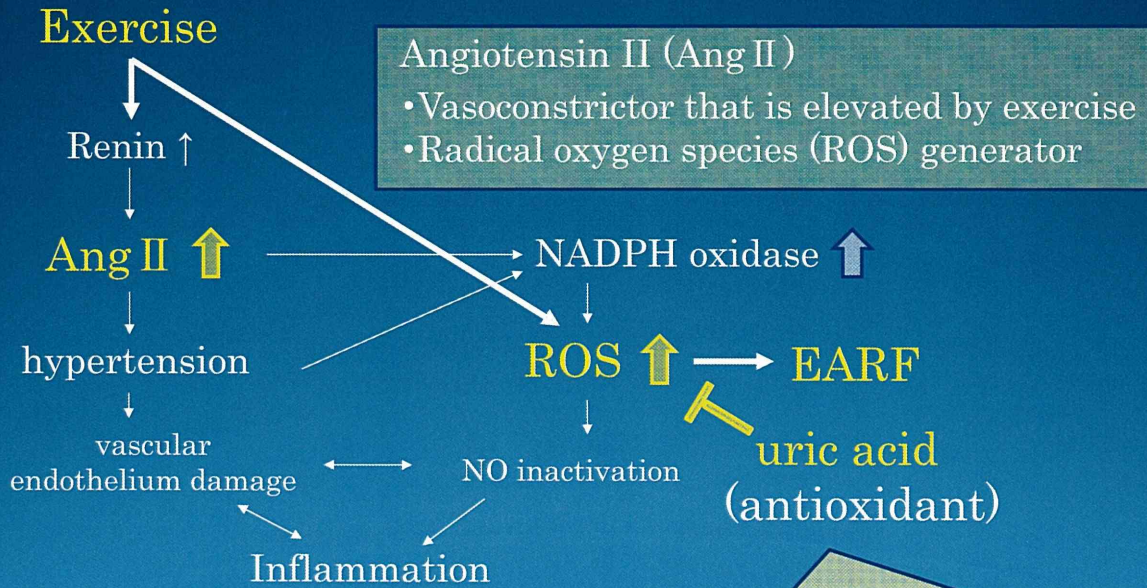 Exercise
Angiotensin II (Ang Ⅱ)
•Vasoconstrictor that is elevated by exercise
•Radical oxygen species (ROS) generator
Renin ↑
Ang Ⅱ
NADPH oxidase
hypertension
ROS
EARF
vascular
endothelium damage
NO inactivation
uric acid
(antioxidant)
Inflammation